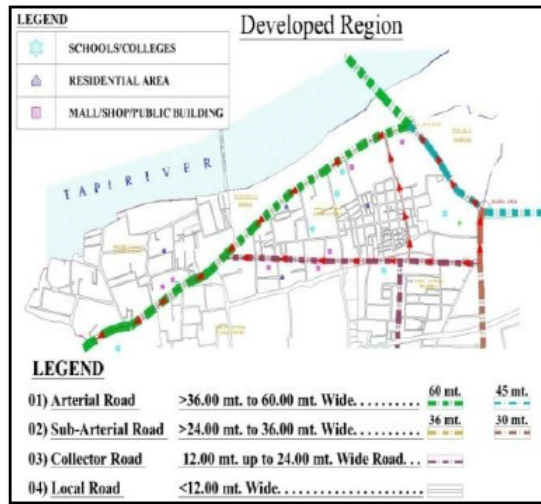 LEGEND
Developed Region
SCHOOLS/COLLEGES
RESIDENTIAL AREA
MALL/SHOP/PUBLIC BUILDING
TAPI RIVER
LEGEND
60 mt. 45 mt.
01) Arterial Road >36.00 mt. to 60.00 mt. Wide..........
36 mt. 30 mt.
02) Sub-Arterial Road >24.00 mt. to 36.00 mt. Wide..........
03) Collector Road 12.00 mt. up to 24.00 mt. Wide Road...
04) Local Road <12.00 mt. Wide..........